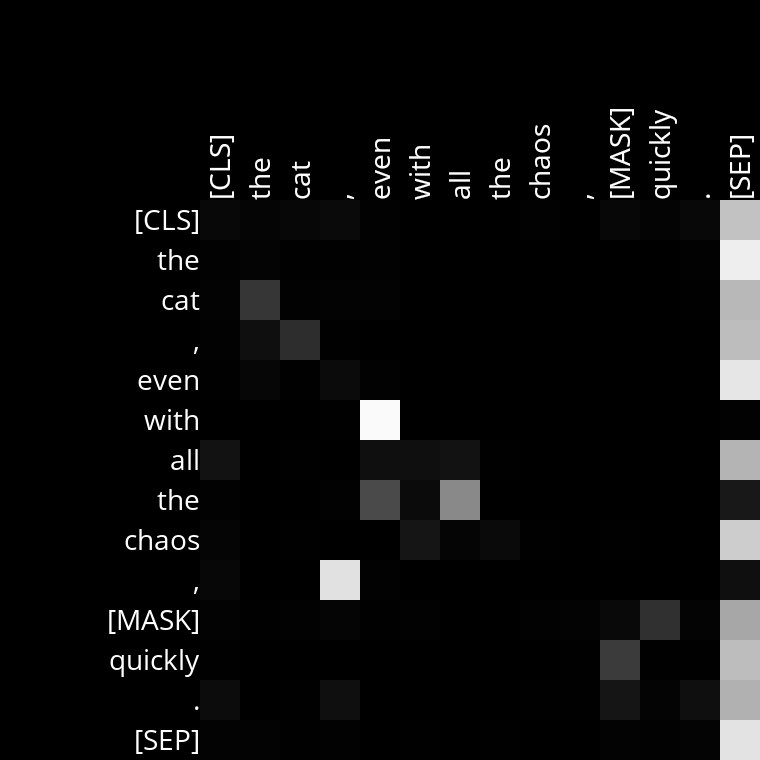 [CLS] the cat , even with all the chaos , [MASK] quickly . [SEP]
[CLS]
the
cat
,
even
with
all
the
chaos
,
[MASK]
quickly
.
[SEP]